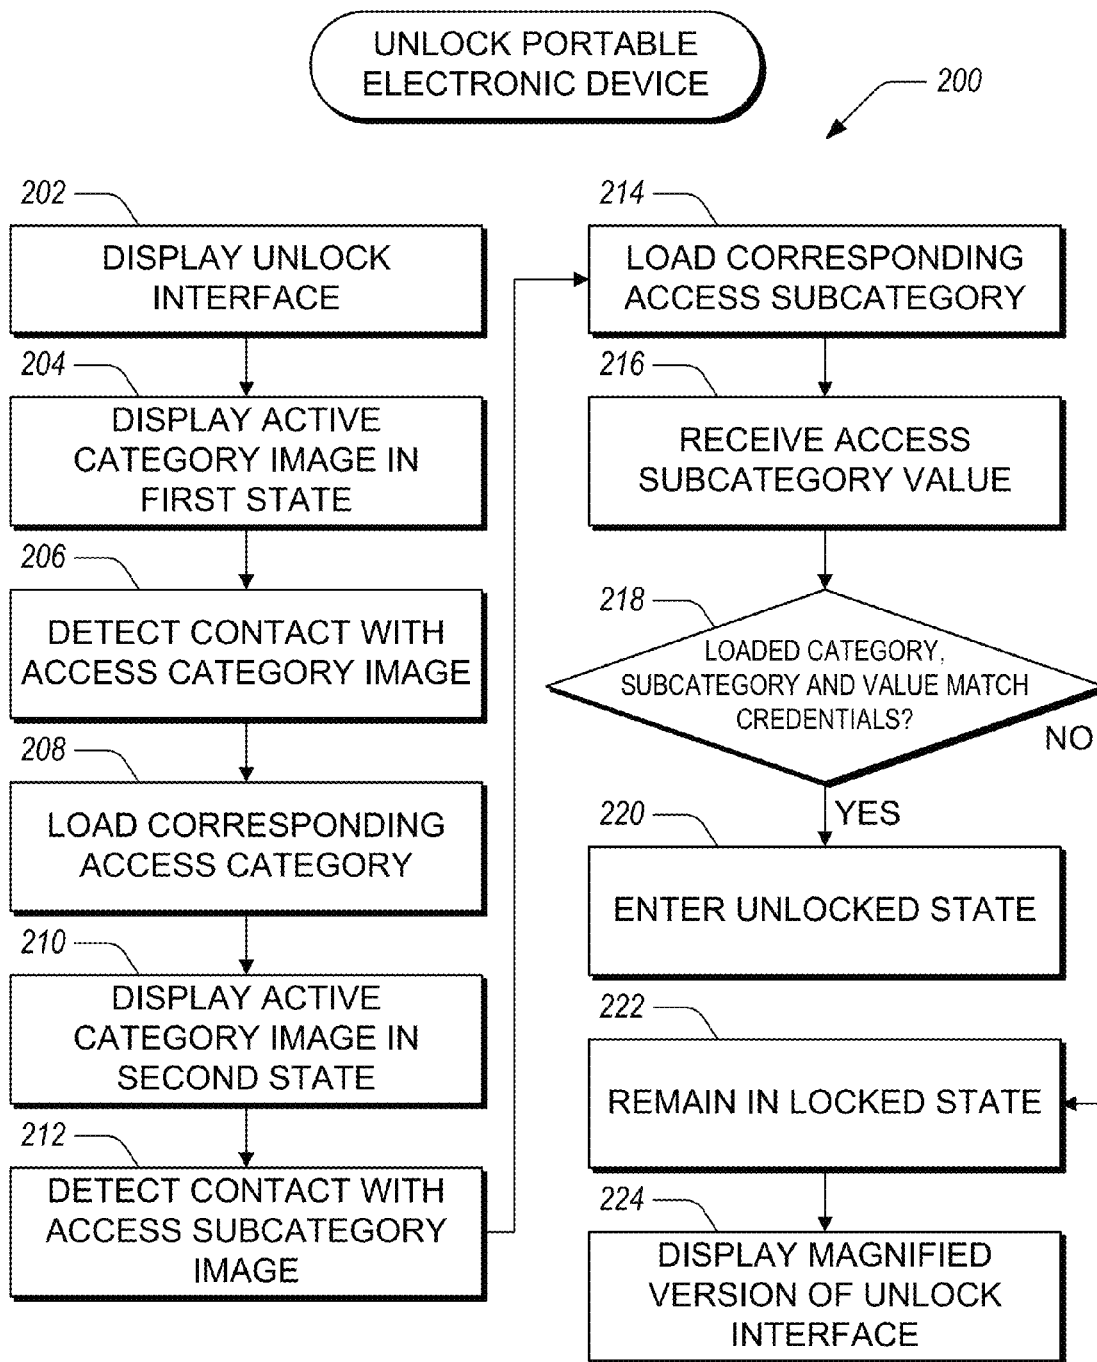 UNLOCK PORTABLE
ELECTRONIC DEVICE
200
202
DISPLAY UNLOCK
INTERFACE
204
DISPLAY ACTIVE
CATEGORY IMAGE IN
FIRST STATE
206
DETECT CONTACT WITH
ACCESS CATEGORY IMAGE
208
LOAD CORRESPONDING
ACCESS CATEGORY
210
DISPLAY ACTIVE
CATEGORY IMAGE IN
SECOND STATE
212
DETECT CONTACT WITH
ACCESS SUBCATEGORY
IMAGE
214
LOAD CORRESPONDING
ACCESS SUBCATEGORY
216
RECEIVE ACCESS
SUBCATEGORY VALUE
218
LOADED CATEGORY,
SUBCATEGORY AND VALUE MATCH
CREDENTIALS?
NO
YES
220
ENTER UNLOCKED STATE
222
REMAIN IN LOCKED STATE
224
DISPLAY MAGNIFIED
VERSION OF UNLOCK
INTERFACE